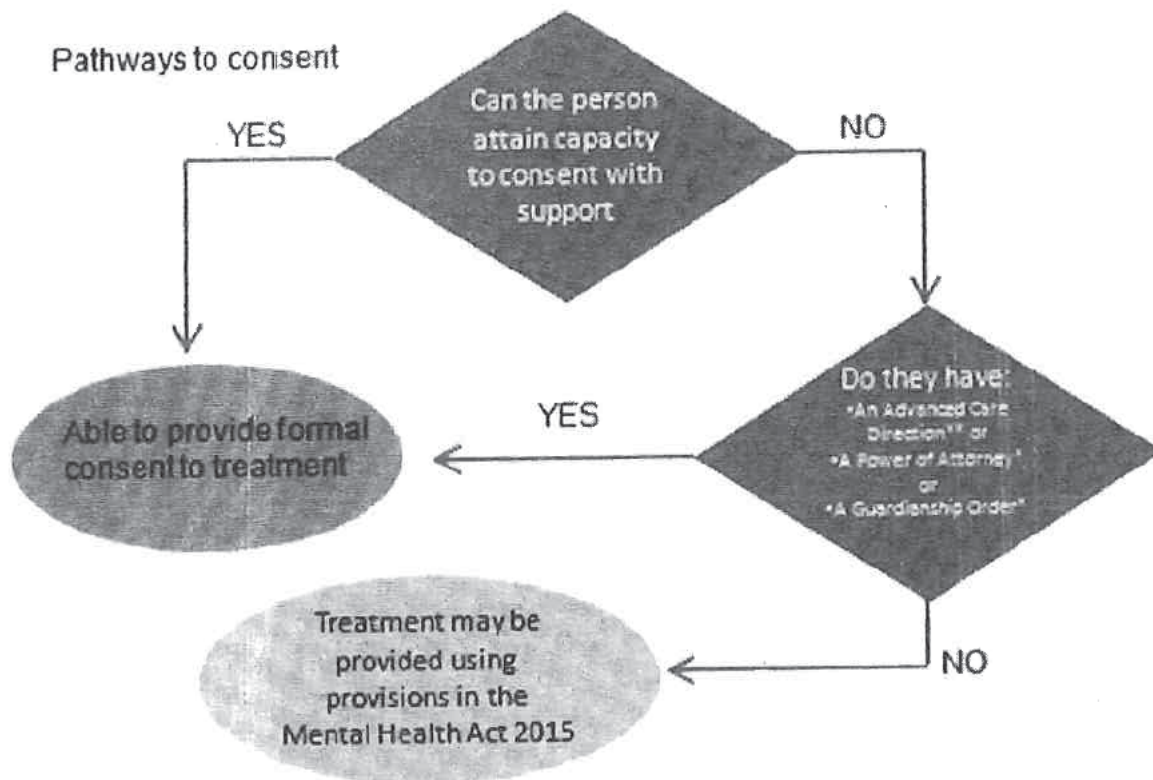 Pathways to consent
Can the person
attain capacity
to consent with
support
YES
NO
Able to provide formal
consent to treatment
YES
Do they have:
•An Advanced Care
Direction** or
•A Power of Attorney*
or
•A Guardianship Order*
Treatment may be
provided using
provisions in the
Mental Health Act 2015
NO